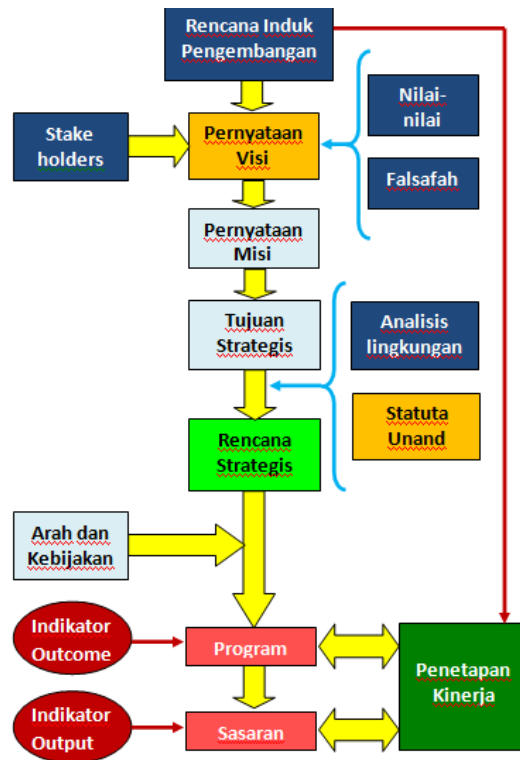 Rencana Induk
Pengembangan
Nilai-
nilai
Stake
holders
Pernyataan
Visi
Falsafah
Pernyataan
Misi
Tujuan
Strategis
Analisis
lingkungan
Statuta
Unand
Rencana
Strategis
Arah dan
Kebijakan
Indikator
Outcome
Program
Penetapan
Kinerja
Indikator
Output
Sasaran